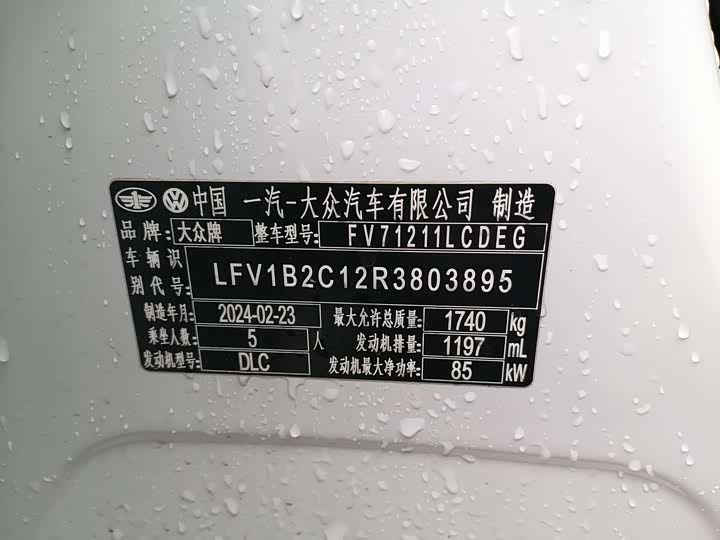 中国 一汽-大众汽车有限公司 制造
品牌: 大众牌 整车型号: FV71211LCDEG
车辆识别代号: LFV1B2C12R3803895
制造年月: 2024-02-23 最大允许总质量: 1740 kg
乘坐人数: 5 人 发动机排量: 1197 mL
发动机型号: DLC 发动机最大净功率: 85 kW